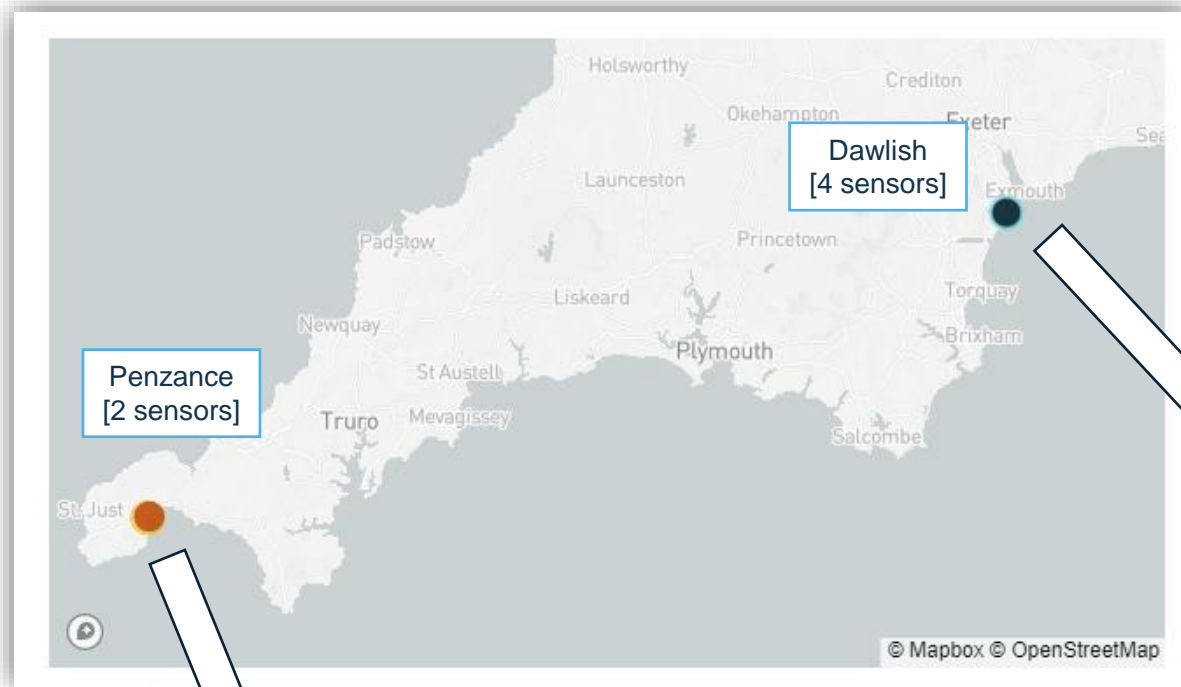 Holsworthy
Crediton
Okehampton
Exeter
Sea
Dawlish
[4 sensors]
Launceston
Exmouth
Padstow
Princetown
Liskeard
Torquay
Newquay
Brixham
Plymouth
Penzance
[2 sensors]
St Austell
Truro
Mevagissey
Salcombe
St. Just
© Mapbox © OpenStreetMap